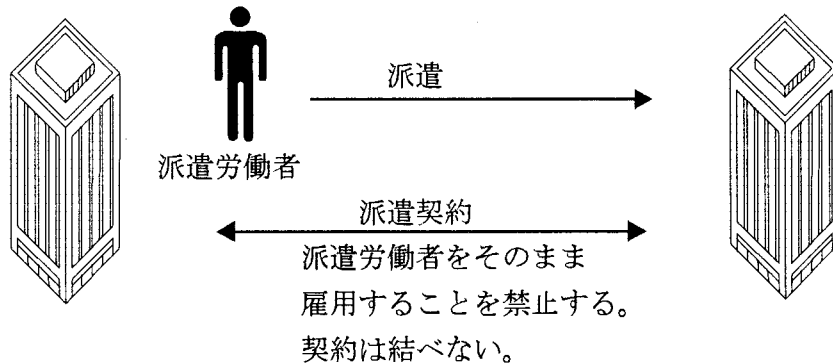 派遣
派遣労働者
派遣契約
派遣労働者をそのまま
雇用することを禁止する。
契約は結べない。